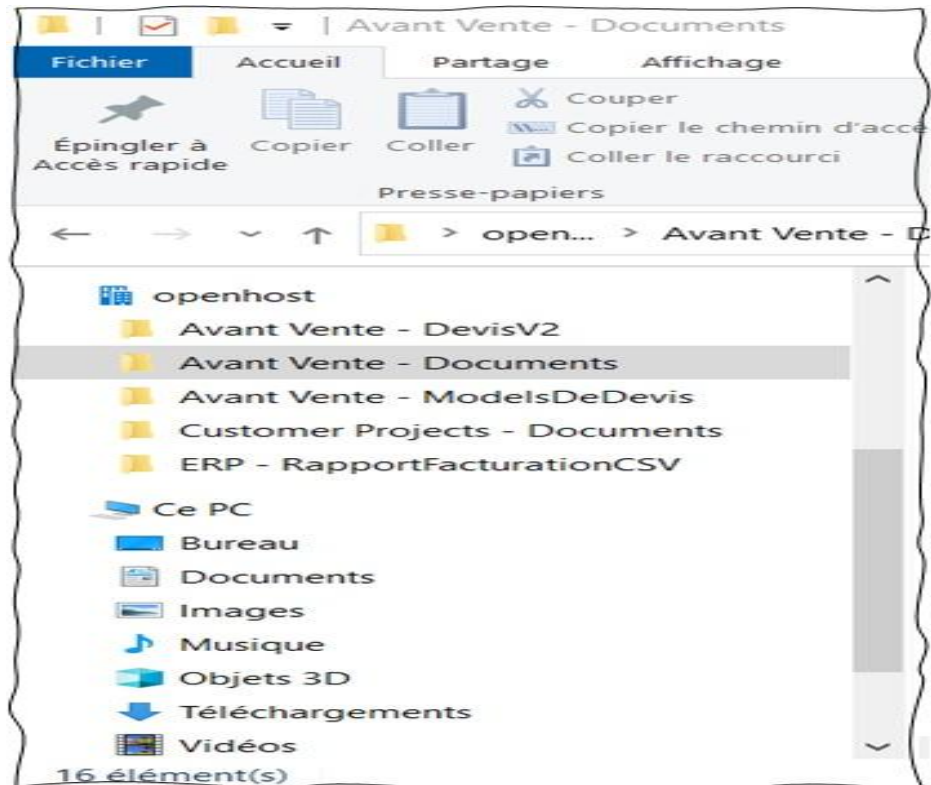 | Avant Vente - Documents
Fichier Accueil Partage Affichage
Épingler à Accès rapide
Copier
Coller
Couper
Copier le chemin d'accè
Coller le raccourci
Presse-papiers
> open... > Avant Vente - D
openhost
Avant Vente - DevisV2
Avant Vente - Documents
Avant Vente - ModelsDeDevis
Customer Projects - Documents
ERP - RapportFacturationCSV
Ce PC
Bureau
Documents
Images
Musique
Objets 3D
Téléchargements
Vidéos
16 élément(s)